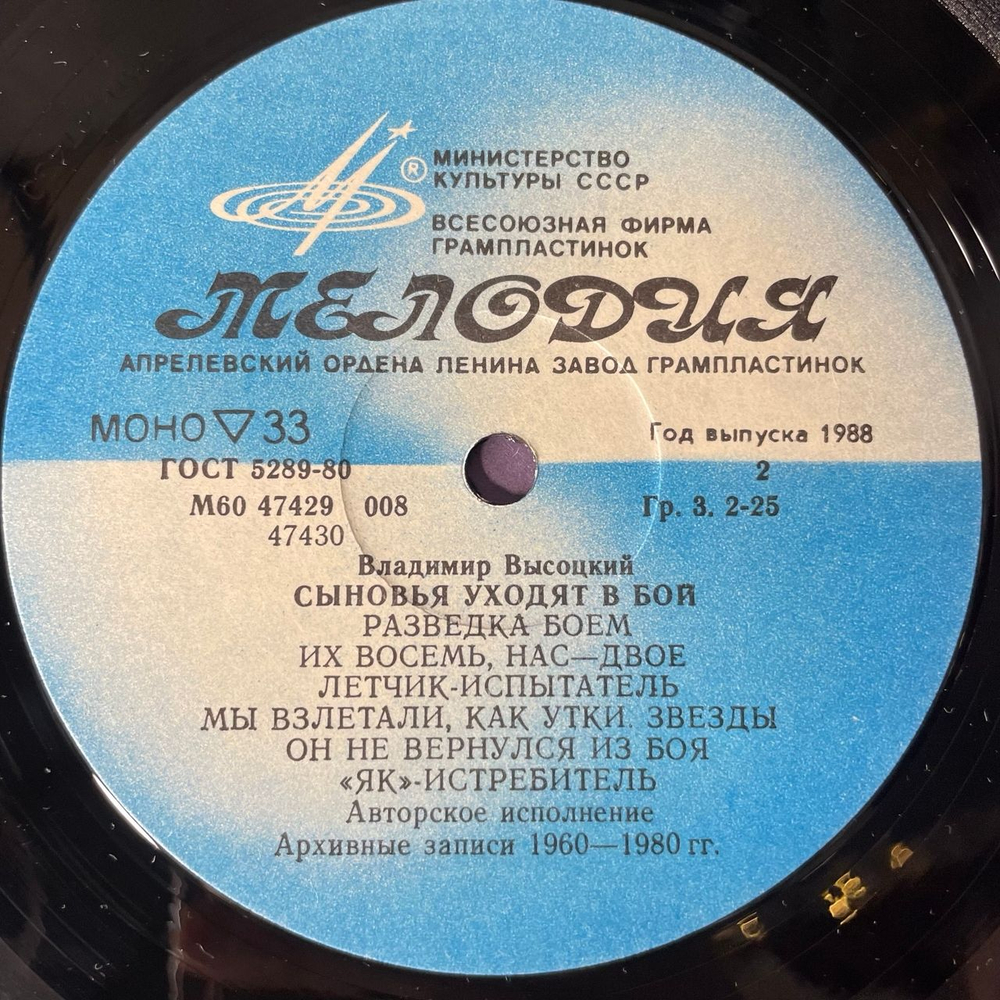 ®
МИНИСТЕРСТВО
КУЛЬТУРЫ СССР
ВСЕСОЮЗНАЯ ФИРМА
ГРАМПЛАСТИНОК
МЕЛОДИЯ
АПРЕЛЕВСКИЙ ОРДЕНА ЛЕНИНА ЗАВОД ГРАМПЛАСТИНОК
МОНО ▽ 33
Год выпуска 1988
ГОСТ 5289-80
2
М60 47429 008
Гр. 3. 2-25
47430
Владимир Высоцкий
СЫНОВЬЯ УХОДЯТ В БОЙ
РАЗВЕДКА БОЕМ
ИХ ВОСЕМЬ, НАС—ДВОЕ
ЛЕТЧИК-ИСПЫТАТЕЛЬ
МЫ ВЗЛЕТАЛИ, КАК УТКИ. ЗВЕЗДЫ
ОН НЕ ВЕРНУЛСЯ ИЗ БОЯ
«ЯК»-ИСТРЕБИТЕЛЬ
Авторское исполнение
Архивные записи 1960—1980 гг.